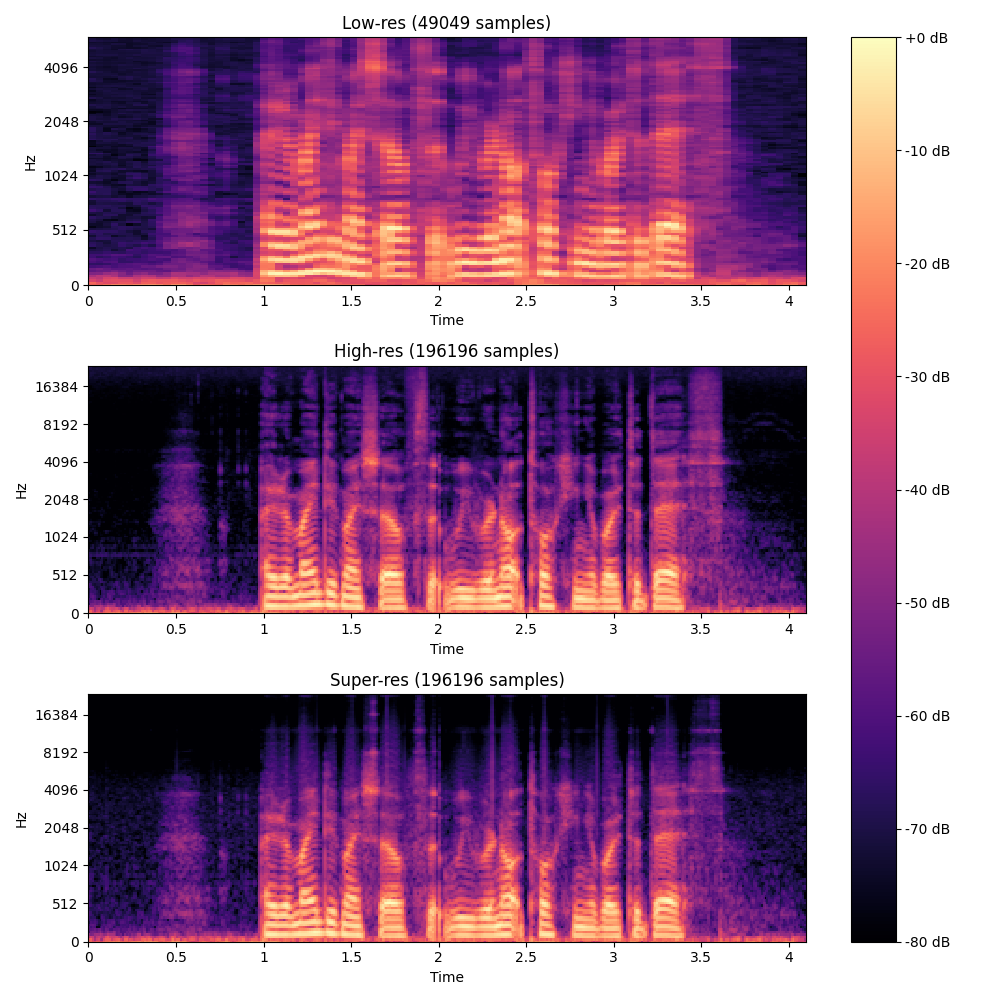 Low-res (49049 samples)
Hz
4096
2048
1024
512
0
0 0.5 1 1.5 2 2.5 3 3.5 4
Time
High-res (196196 samples)
Hz
16384
8192
4096
2048
1024
512
0
0 0.5 1 1.5 2 2.5 3 3.5 4
Time
Super-res (196196 samples)
Hz
16384
8192
4096
2048
1024
512
0
0 0.5 1 1.5 2 2.5 3 3.5 4
Time
+0 dB
-10 dB
-20 dB
-30 dB
-40 dB
-50 dB
-60 dB
-70 dB
-80 dB